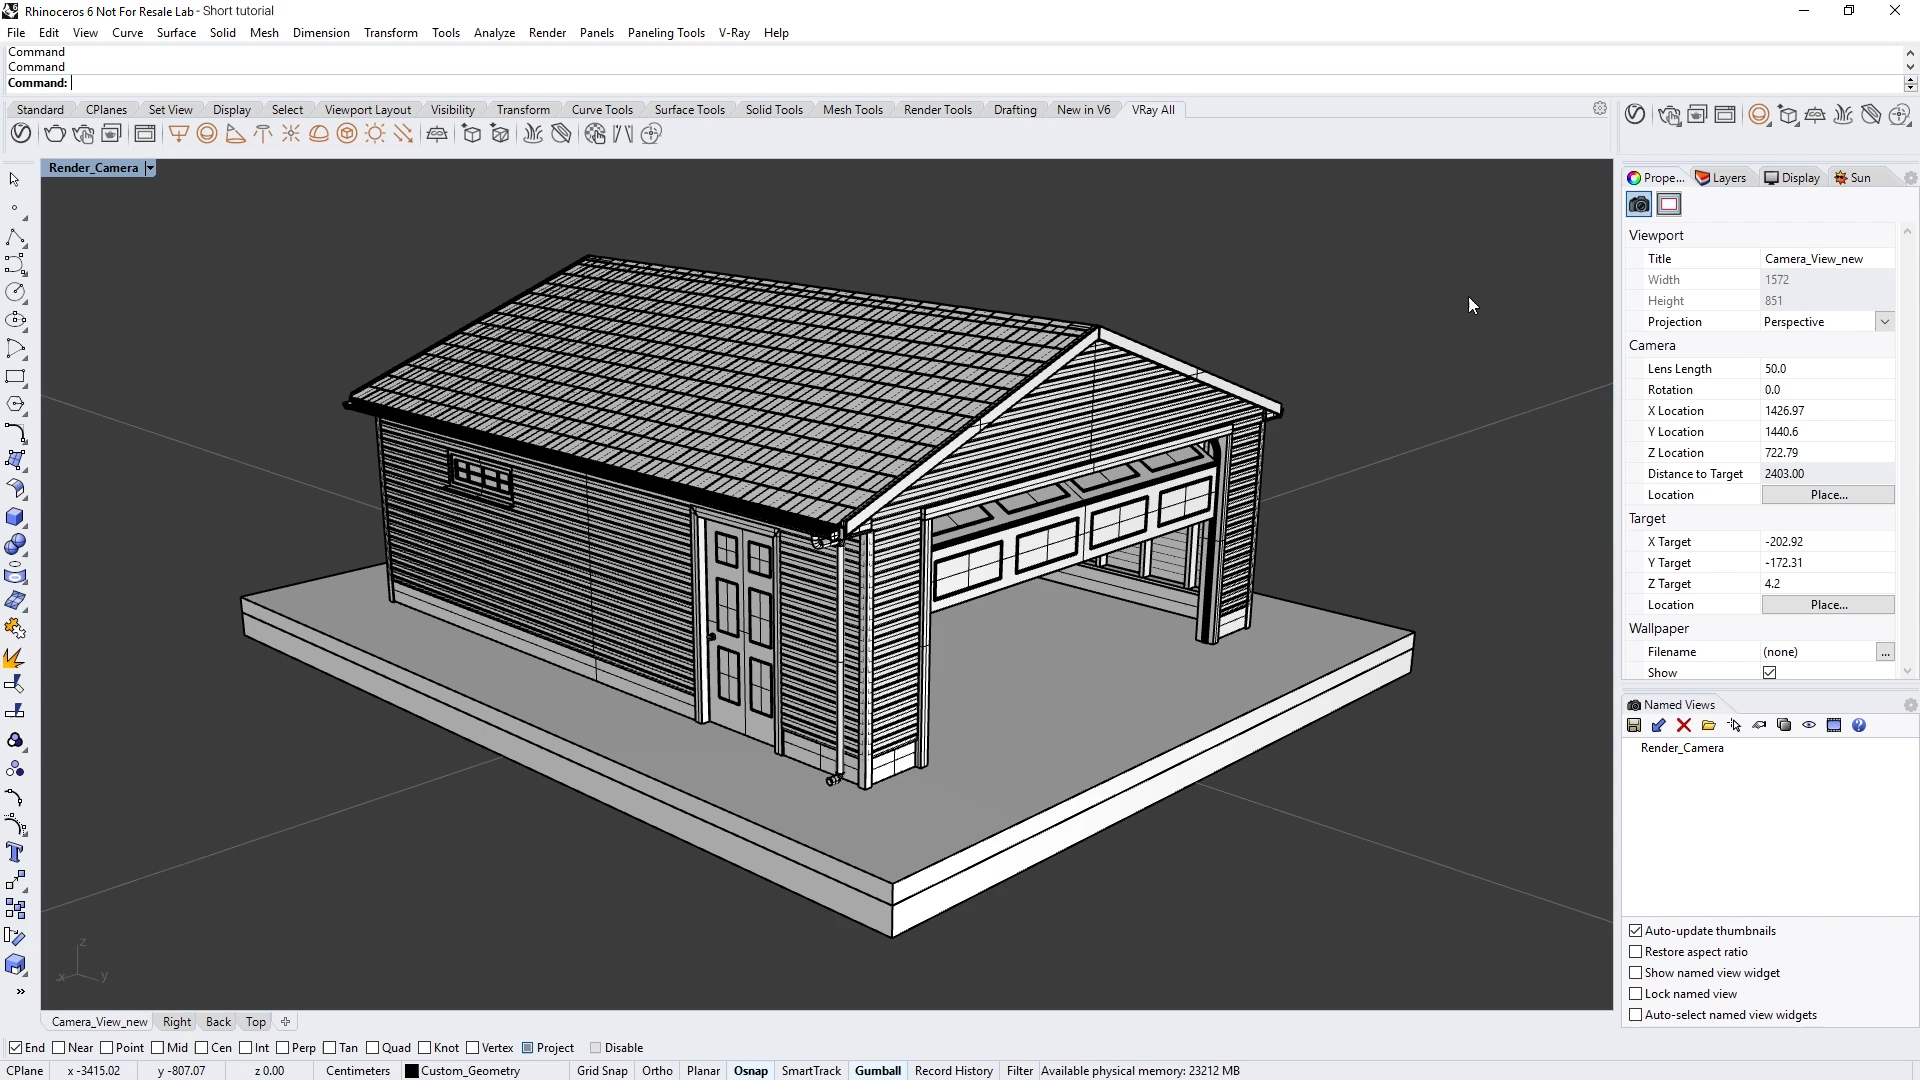 Rhinoceros 6 Not For Resale Lab - Short tutorial
File Edit View Curve Surface Solid Mesh Dimension Transform Tools Analyze Render Panels Paneling Tools V-Ray Help
Command
Command
Command:
Standard CPlanes Set View Display Select Viewport Layout Visibility Transform Curve Tools Surface Tools Solid Tools Mesh Tools Render Tools Drafting New in V6 VRay All
Render_Camera
Prope... Layers Display Sun
Viewport
Title Camera_View_new
Width 1572
Height 851
Projection Perspective
Camera
Lens Length 50.0
Rotation 0.0
X Location 1426.97
Y Location 1440.6
Z Location 722.79
Distance to Target 2403.00
Location Place...
Target
X Target -202.92
Y Target -172.31
Z Target 4.2
Location Place...
Wallpaper
Filename (none) ...
Show
Named Views
Render_Camera
Auto-update thumbnails
Restore aspect ratio
Show named view widget
Lock named view
Auto-select named view widgets
z
x y
Camera_View_new Right Back Top
End Near Point Mid Cen Int Perp Tan Quad Knot Vertex Project Disable
CPlane x -3415.02 y -807.07 z 0.00 Centimeters Custom_Geometry Grid Snap Ortho Planar Osnap SmartTrack Gumball Record History Filter Available physical memory: 23212 MB